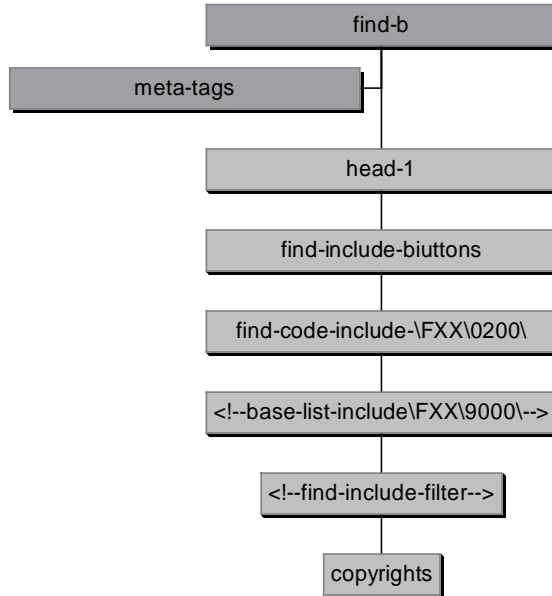 find-b
meta-tags
head-1
find-include-biuttons
find-code-include-\FXX\0200\
<!--base-list-include\FXX\9000\-->
<!--find-include-filter-->
copyrights